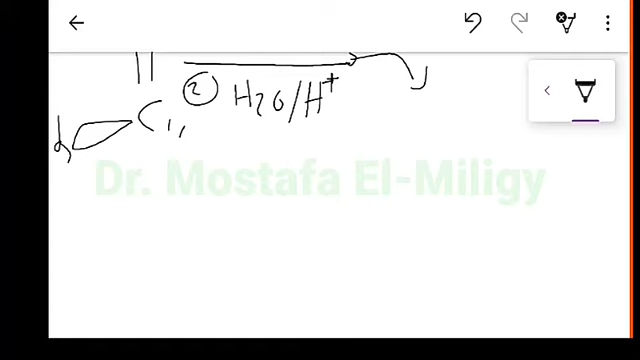 ② H2O/H+
C
Dr. Mostafa El-Miligy